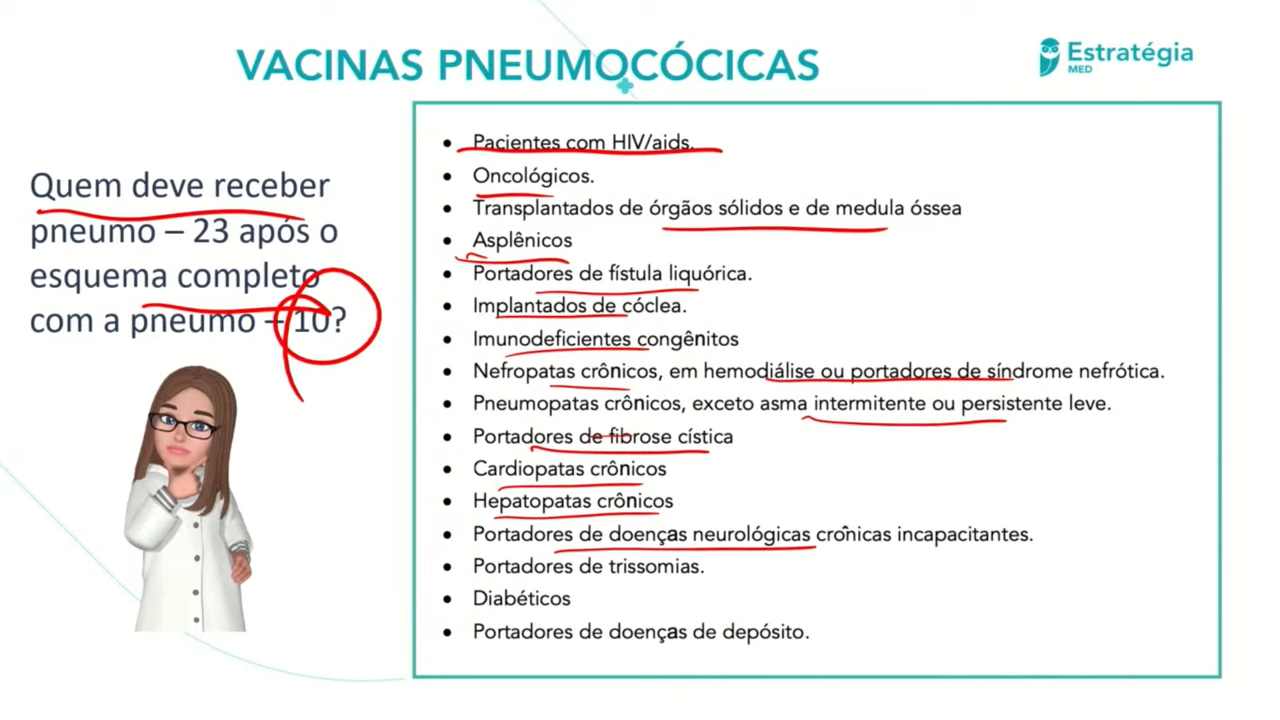 VACINAS PNEUMOCÓCICAS
Estratégia
MED
Quem deve receber
pneumo – 23 após o
esquema completo
com a pneumo – 10?
• Pacientes com HIV/aids.
• Oncológicos.
• Transplantados de órgãos sólidos e de medula óssea
• Asplênicos
• Portadores de fístula liquórica.
• Implantados de cóclea.
• Imunodeficientes congênitos
• Nefropatas crônicos, em hemodiálise ou portadores de síndrome nefrótica.
• Pneumopatas crônicos, exceto asma intermitente ou persistente leve.
• Portadores de fibrose cística
• Cardiopatas crônicos
• Hepatopatas crônicos
• Portadores de doenças neurológicas crônicas incapacitantes.
• Portadores de trissomias.
• Diabéticos
• Portadores de doenças de depósito.